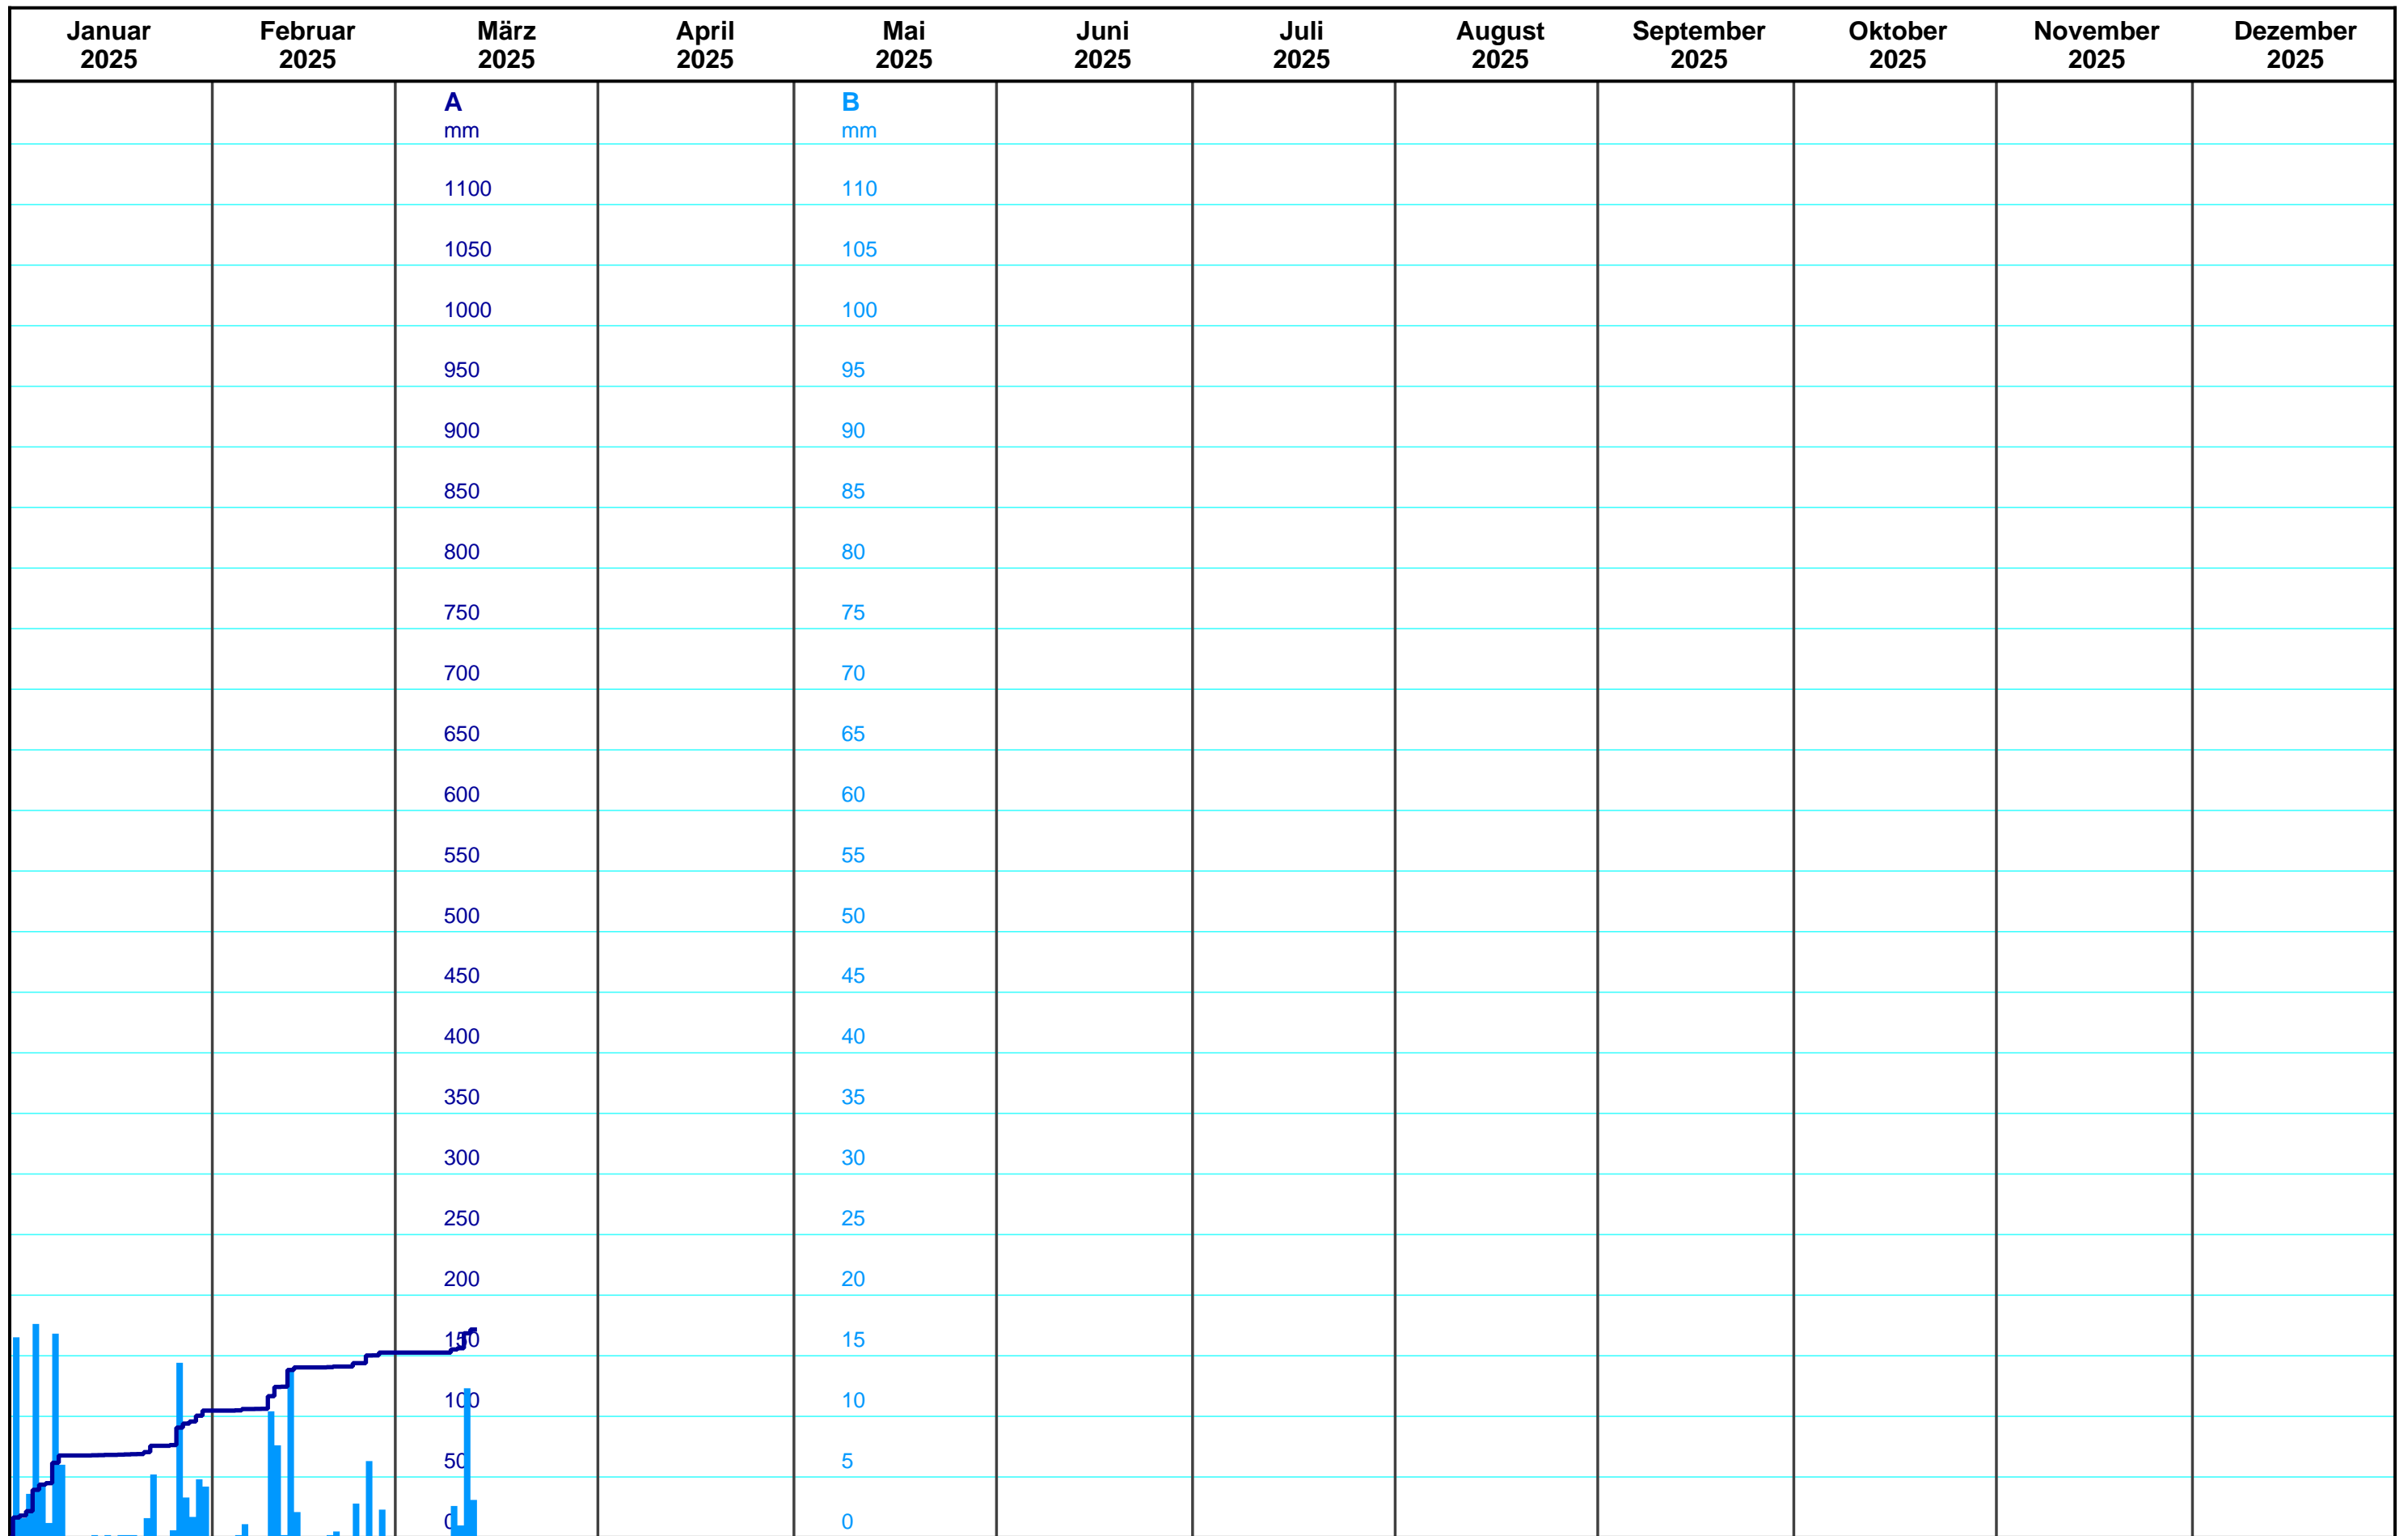 Januar 2025
Februar 2025
März 2025
April 2025
Mai 2025
Juni 2025
Juli 2025
August 2025
September 2025
Oktober 2025
November 2025
Dezember 2025
A B
mm mm
1100 110
1050 105
1000 100
950 95
900 90
850 85
800 80
750 75
700 70
650 65
600 60
550 55
500 50
450 45
400 40
350 35
300 30
250 25
200 20
150 15
100 10
50 5
0 0